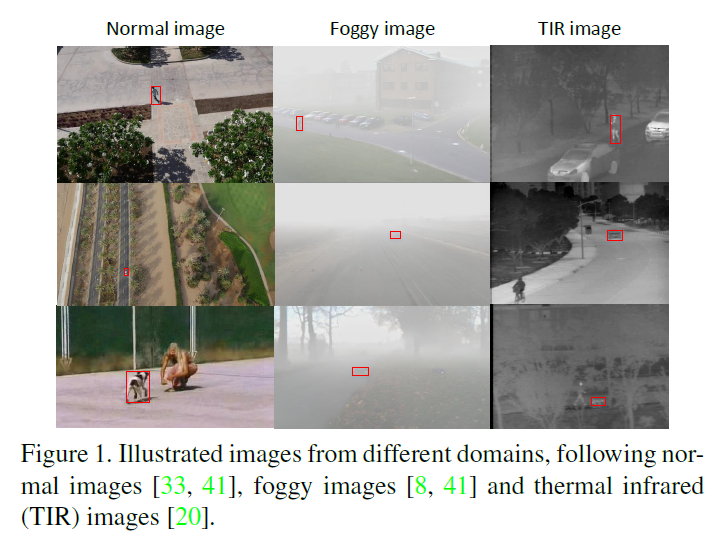 Normal image Foggy image TIR image
Figure 1. Illustrated images from different domains, following nor-
mal images [33, 41], foggy images [8, 41] and thermal infrared
(TIR) images [20].